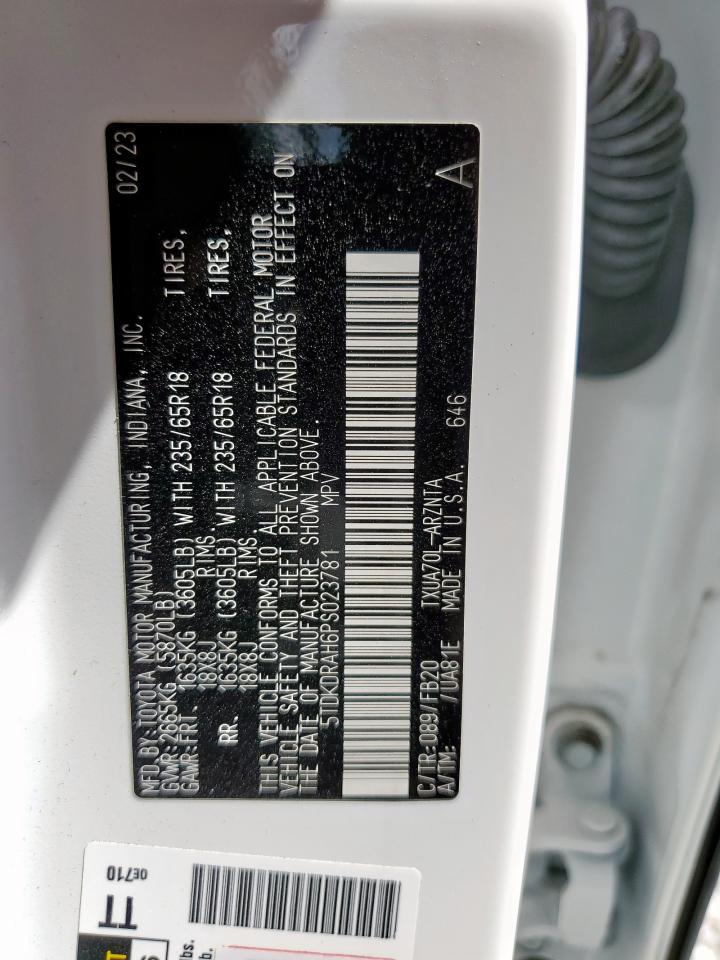 MFD.BY: TOYOTA MOTOR MANUFACTURING, INDIANA, INC. 02/23
GVWR: 2665KG (5870LB)
GAWR: FRT. 1635KG (3605LB) WITH 235/65R18 TIRES,
18X8J RIMS
RR. 1635KG (3605LB) WITH 235/65R18 TIRES,
18X8J RIMS
THIS VEHICLE CONFORMS TO ALL APPLICABLE FEDERAL MOTOR
VEHICLE SAFETY AND THEFT PREVENTION STANDARDS IN EFFECT ON
THE DATE OF MANUFACTURE SHOWN ABOVE.
5TDKDRAH6PS023781 MPV
A
C/TR:089/FB20 TXUA70L-ARZNTA
A/TM: /UA81E MADE IN U.S.A. 646
0E710
TT
lbs.